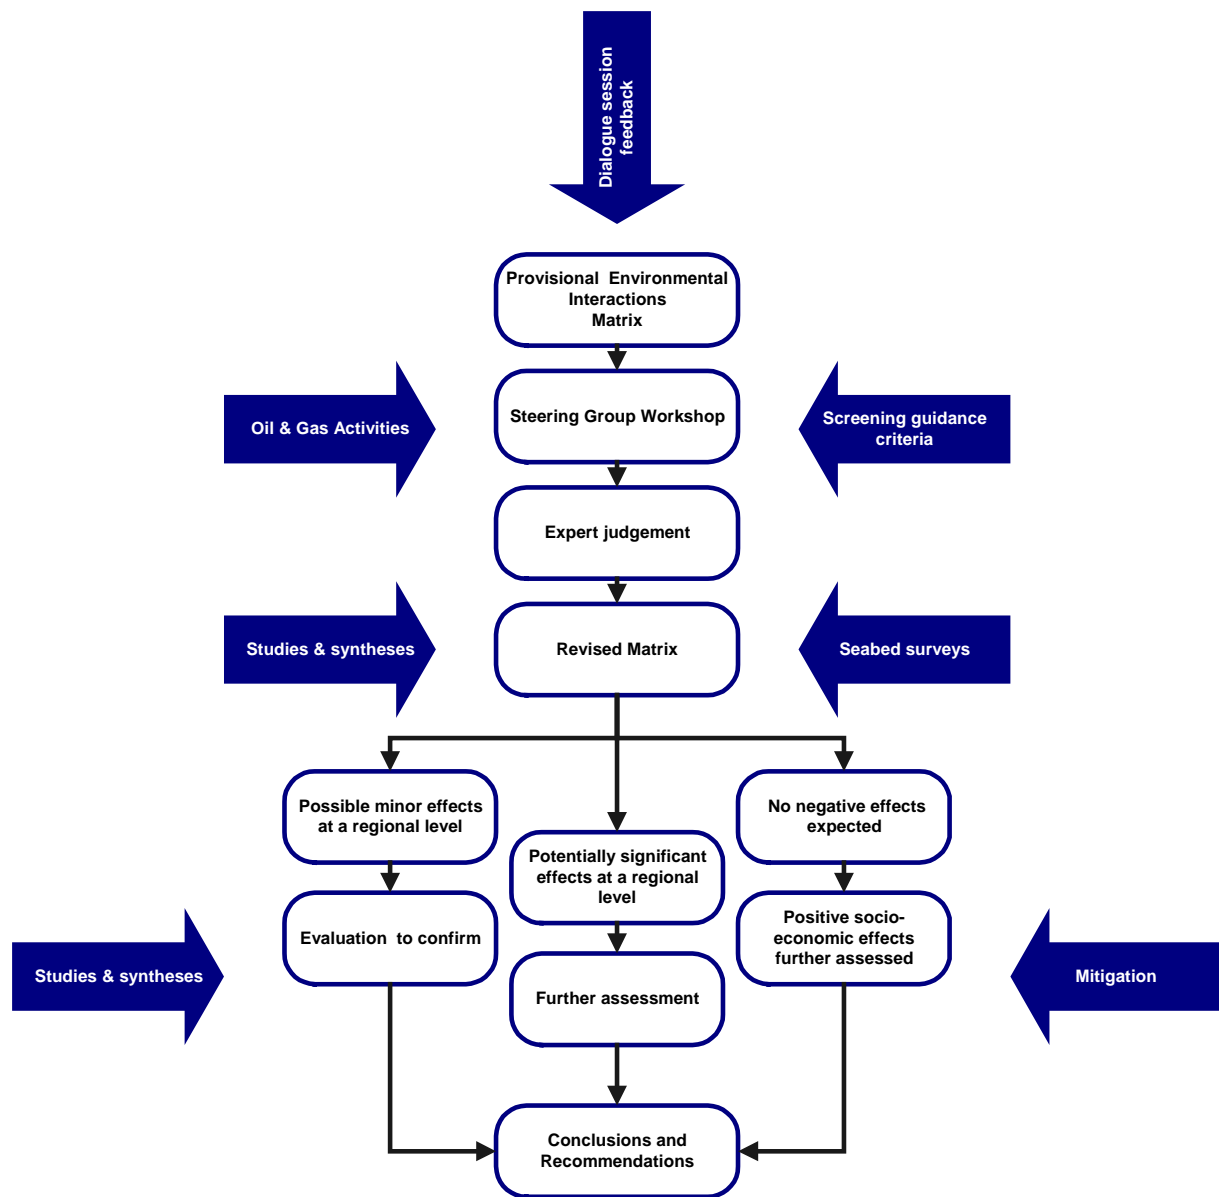 Dialogue session
feedback
Provisional Environmental
Interactions
Matrix
Oil & Gas Activities
Steering Group Workshop
Screening guidance
criteria
Expert judgement
Studies & syntheses
Revised Matrix
Seabed surveys
Possible minor effects
at a regional level
Potentially significant
effects at a regional
level
No negative effects
expected
Studies & syntheses
Evaluation to confirm
Further assessment
Positive socio-
economic effects
further assessed
Mitigation
Conclusions and
Recommendations